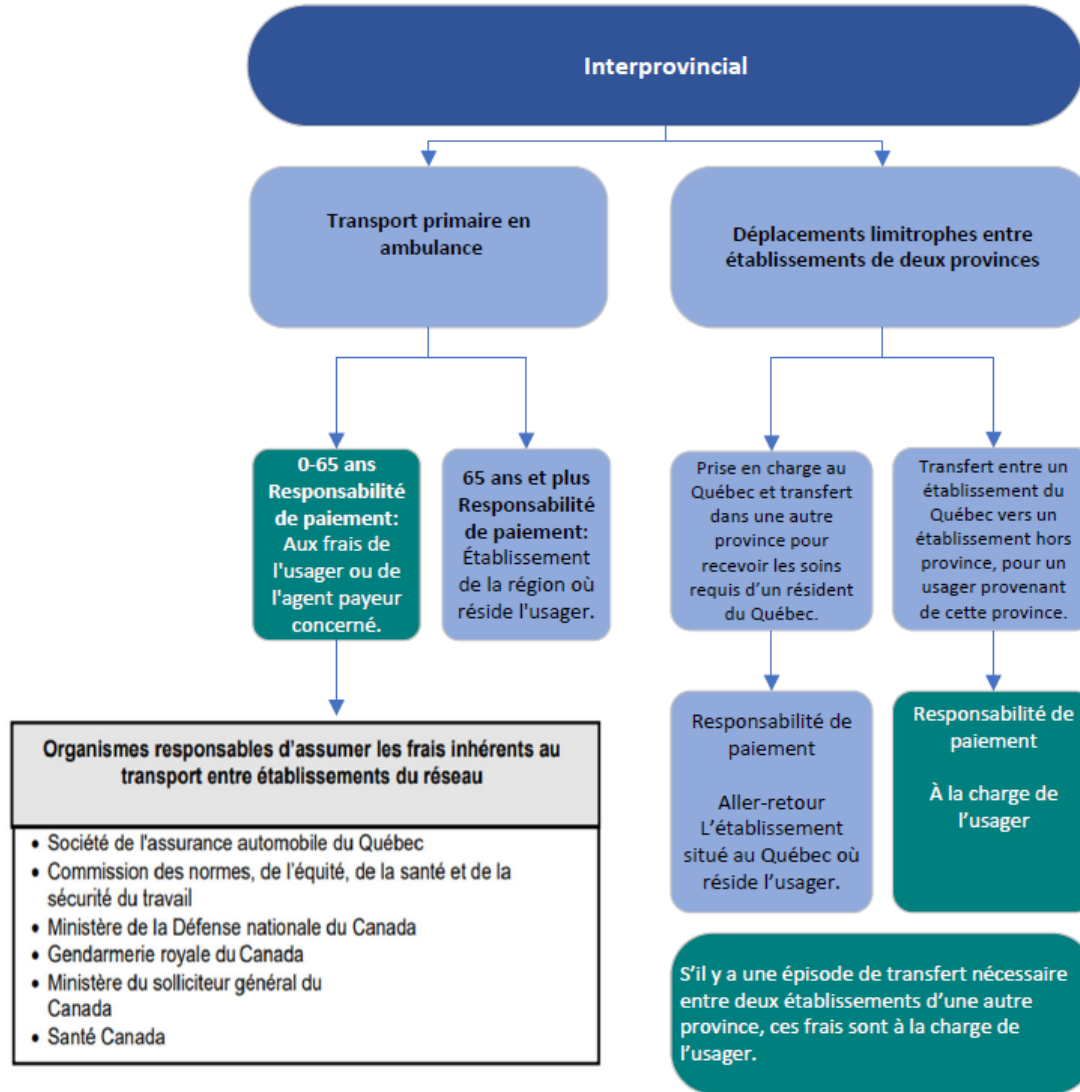 Interprovincial
Transport primaire en
ambulance
Déplacements limitrophes entre
établissements de deux provinces
0-65 ans
Responsabilité
de paiement:
Aux frais de
l'usager ou de
l'agent payeur
concerné.
65 ans et plus
Responsabilité
de paiement:
Établissement
de la région où
réside l'usager.
Prise en charge au
Québec et transfert
dans une autre
province pour
recevoir les soins
requis d’un résident
du Québec.
Transfert entre un
établissement du
Québec vers un
établissement hors
province, pour un
usager provenant
de cette province.
Organismes responsables d’assumer les frais inhérents au
transport entre établissements du réseau
• Société de l'assurance automobile du Québec
• Commission des normes, de l’équité, de la santé et de la
sécurité du travail
• Ministère de la Défense nationale du Canada
• Gendarmerie royale du Canada
• Ministère du solliciteur général du
Canada
• Santé Canada
Responsabilité de
paiement
Aller-retour
L’établissement
situé au Québec où
réside l’usager.
Responsabilité de
paiement
À la charge de
l’usager
S’il y a une épisode de transfert nécessaire
entre deux établissements d’une autre
province, ces frais sont à la charge de
l’usager.